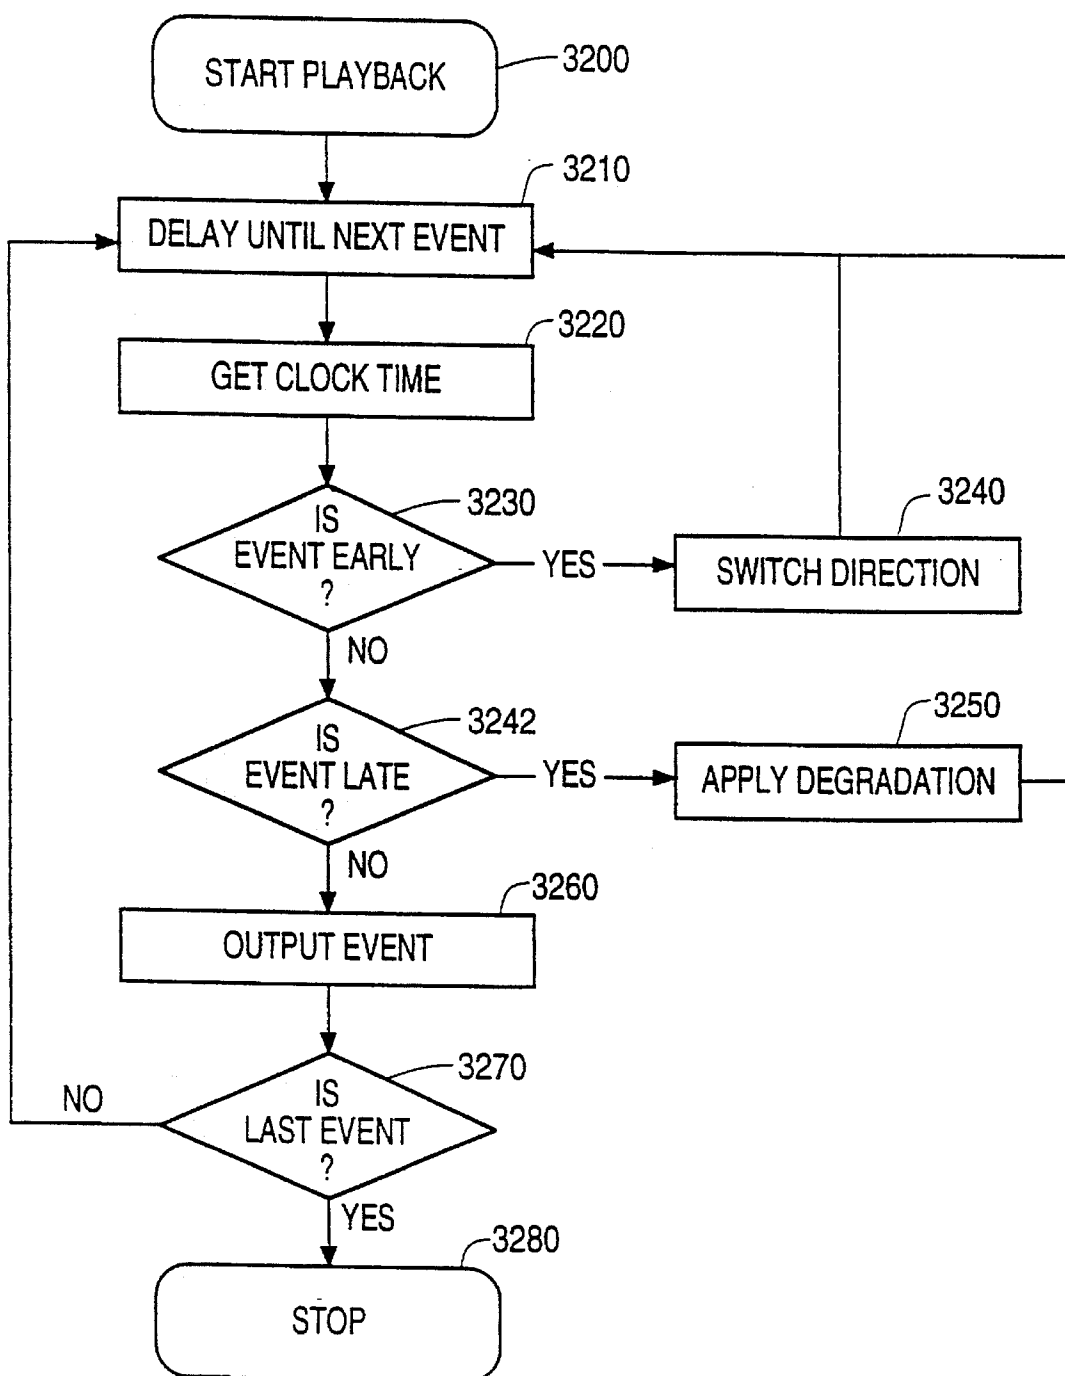 START PLAYBACK
3200
3210
DELAY UNTIL NEXT EVENT
3220
GET CLOCK TIME
3230
IS
EVENT EARLY
?
YES
3240
SWITCH DIRECTION
NO
3242
IS
EVENT LATE
?
YES
3250
APPLY DEGRADATION
NO
3260
OUTPUT EVENT
3270
IS
LAST EVENT
?
NO
YES
3280
STOP